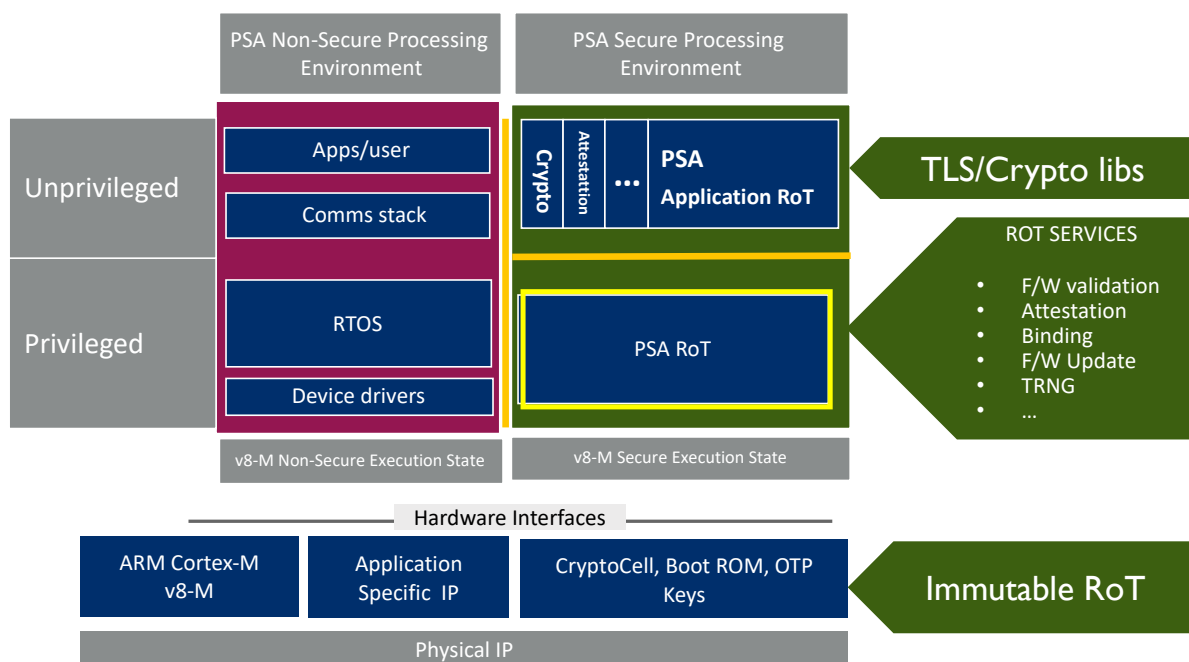 PSA Non-Secure Processing
Environment
PSA Secure Processing
Environment
Unprivileged
Privileged
Apps/user
Comms stack
RTOS
Device drivers
Crypto
Attestattion
...
PSA
Application RoT
PSA RoT
TLS/Crypto libs
ROT SERVICES
• F/W validation
• Attestation
• Binding
• F/W Update
• TRNG
• ...
v8-M Non-Secure Execution State
v8-M Secure Execution State
Hardware Interfaces
ARM Cortex-M
v8-M
Application
Specific IP
CryptoCell, Boot ROM, OTP
Keys
Immutable RoT
Physical IP